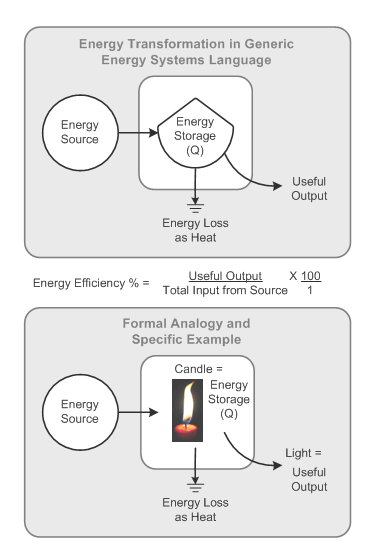 Energy Transformation in Generic
Energy Systems Language
Energy
Source
Energy
Storage
(Q)
Useful
Output
Energy Loss
as Heat
Energy Efficiency % = Useful Output X 100
Total Input from Source 1
Formal Analogy and
Specific Example
Candle =
Energy
Source
Energy
Storage
(Q)
Light =
Useful
Output
Energy Loss
as Heat